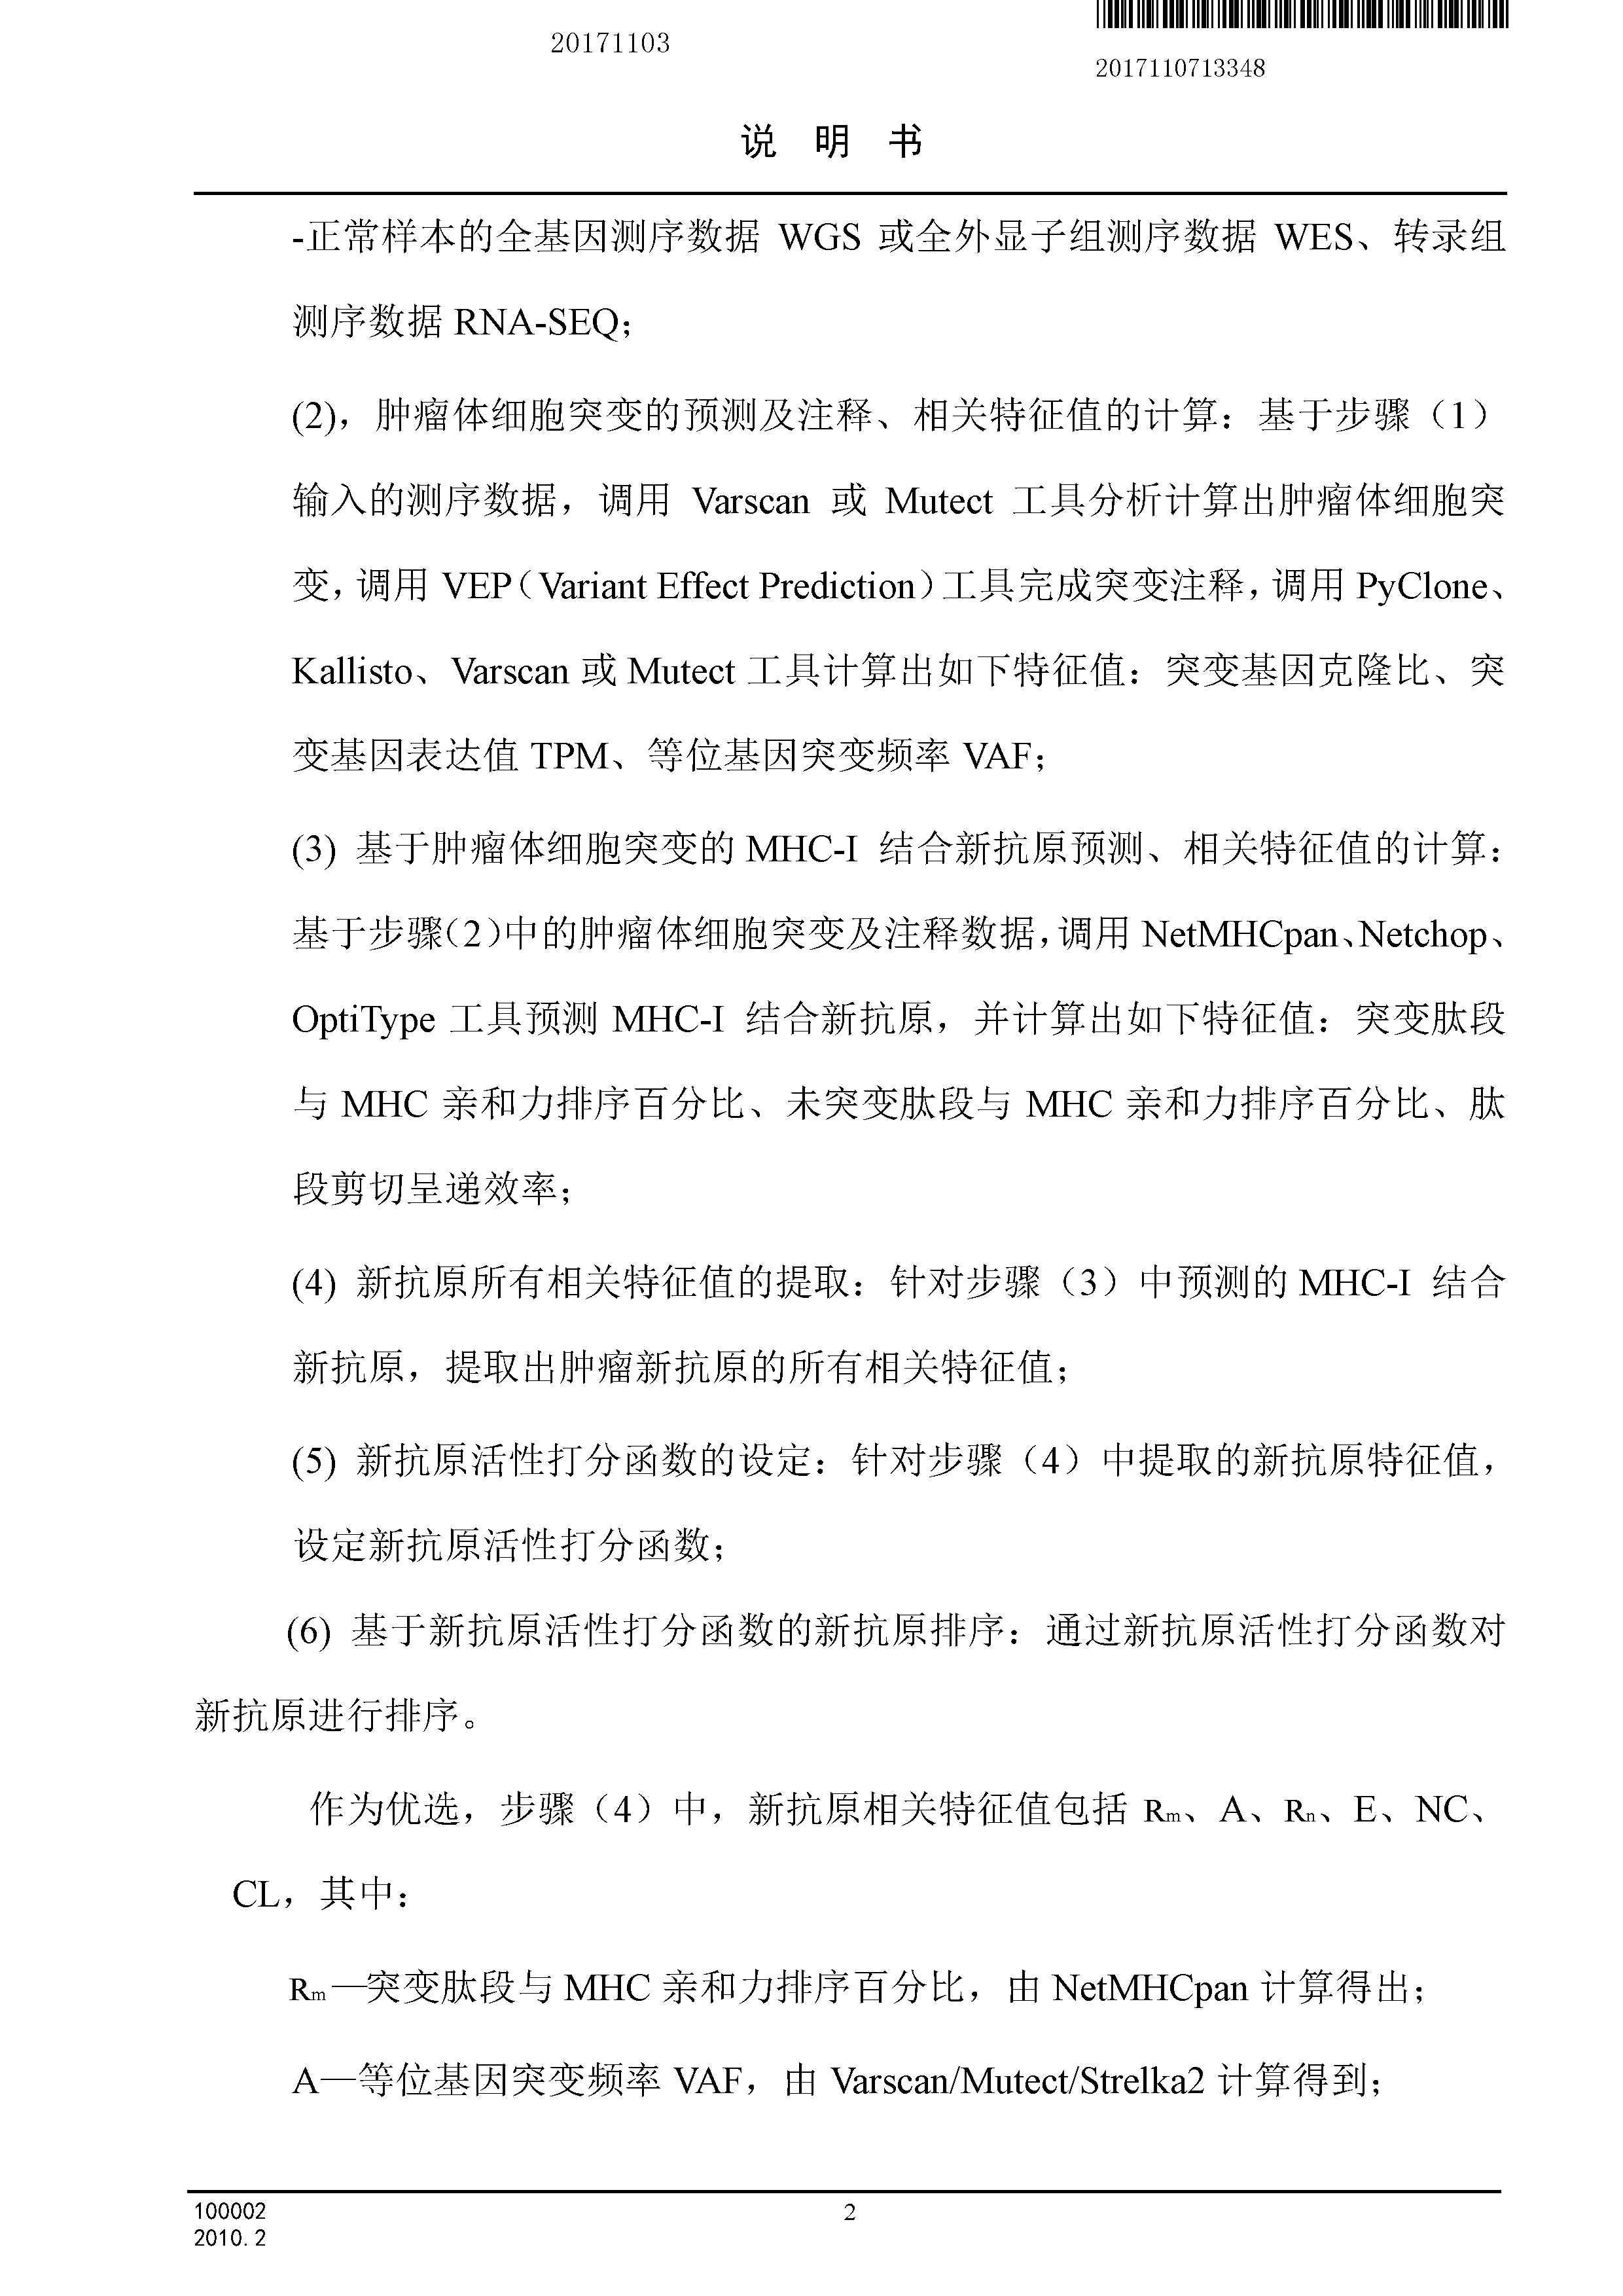 20171103
2017110713348
说 明 书
-正常样本的全基因测序数据 WGS 或全外显子组测序数据 WES、转录组
测序数据 RNA-SEQ；
(2)，肿瘤体细胞突变的预测及注释、相关特征值的计算：基于步骤（1）
输入的测序数据，调用 Varscan 或 Mutect 工具分析计算出肿瘤体细胞突
变，调用 VEP（Variant Effect Prediction）工具完成突变注释，调用 PyClone、
Kallisto、Varscan 或 Mutect 工具计算出如下特征值：突变基因克隆比、突
变基因表达值 TPM、等位基因突变频率 VAF；
(3) 基于肿瘤体细胞突变的 MHC-I 结合新抗原预测、相关特征值的计算：
基于步骤（2）中的肿瘤体细胞突变及注释数据，调用 NetMHCpan、Netchop、
OptiType 工具预测 MHC-I 结合新抗原，并计算出如下特征值：突变肽段
与 MHC 亲和力排序百分比、未突变肽段与 MHC 亲和力排序百分比、肽
段剪切呈递效率；
(4) 新抗原所有相关特征值的提取：针对步骤（3）中预测的 MHC-I 结合
新抗原，提取出肿瘤新抗原的所有相关特征值；
(5) 新抗原活性打分函数的设定：针对步骤（4）中提取的新抗原特征值，
设定新抗原活性打分函数；
(6) 基于新抗原活性打分函数的新抗原排序：通过新抗原活性打分函数对
新抗原进行排序。
作为优选，步骤（4）中，新抗原相关特征值包括 Rm、A、Rn、E、NC、
CL，其中：
Rm—突变肽段与 MHC 亲和力排序百分比，由 NetMHCpan 计算得出；
A—等位基因突变频率 VAF，由 Varscan/Mutect/Strelka2 计算得到；
100002
2010.2
2